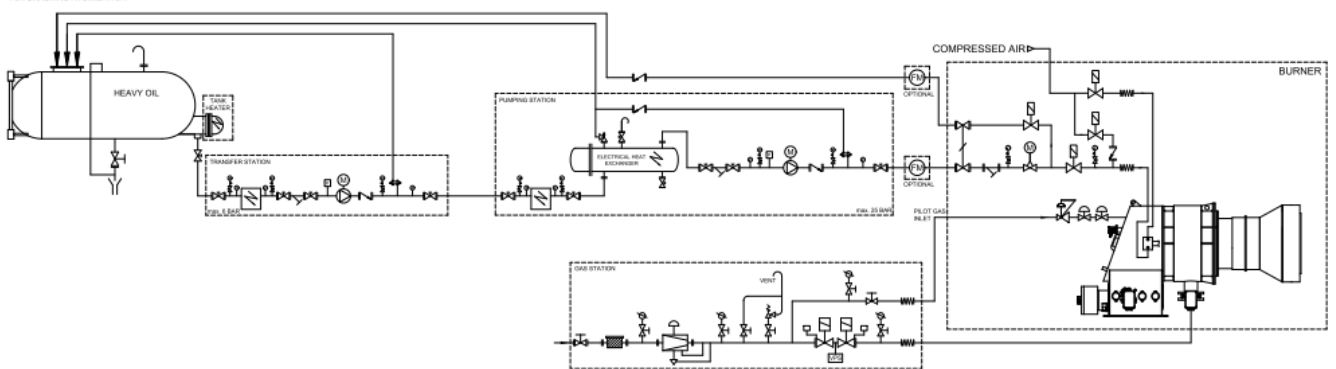 COMPRESSED AIR
BURNER
HEAVY OIL
TANK
HEATER
FM
OPTIONAL
PUMPING STATION
ELECTRICAL HEAT
EXCHANGER
M
M
TRANSFER STATION
M
max. 6 BAR
max. 25 BAR
FM
OPTIONAL
PILOT GAS
INLET
GAS STATION
VENT
VPS